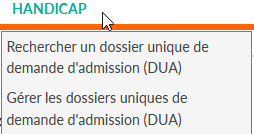 HANDICAP
Rechercher un dossier unique de
demande d'admission (DUA)
Gérer les dossiers uniques de
demande d'admission (DUA)